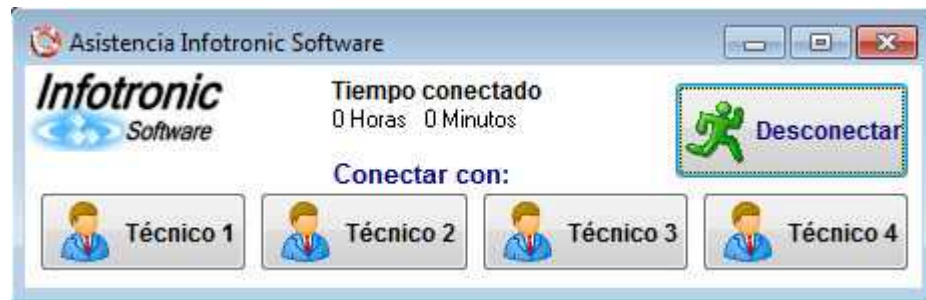 Asistencia Infotronic Software
Infotronic
Software
Tiempo conectado
0 Horas 0 Minutos
Desconectar
Conectar con:
Técnico 1
Técnico 2
Técnico 3
Técnico 4